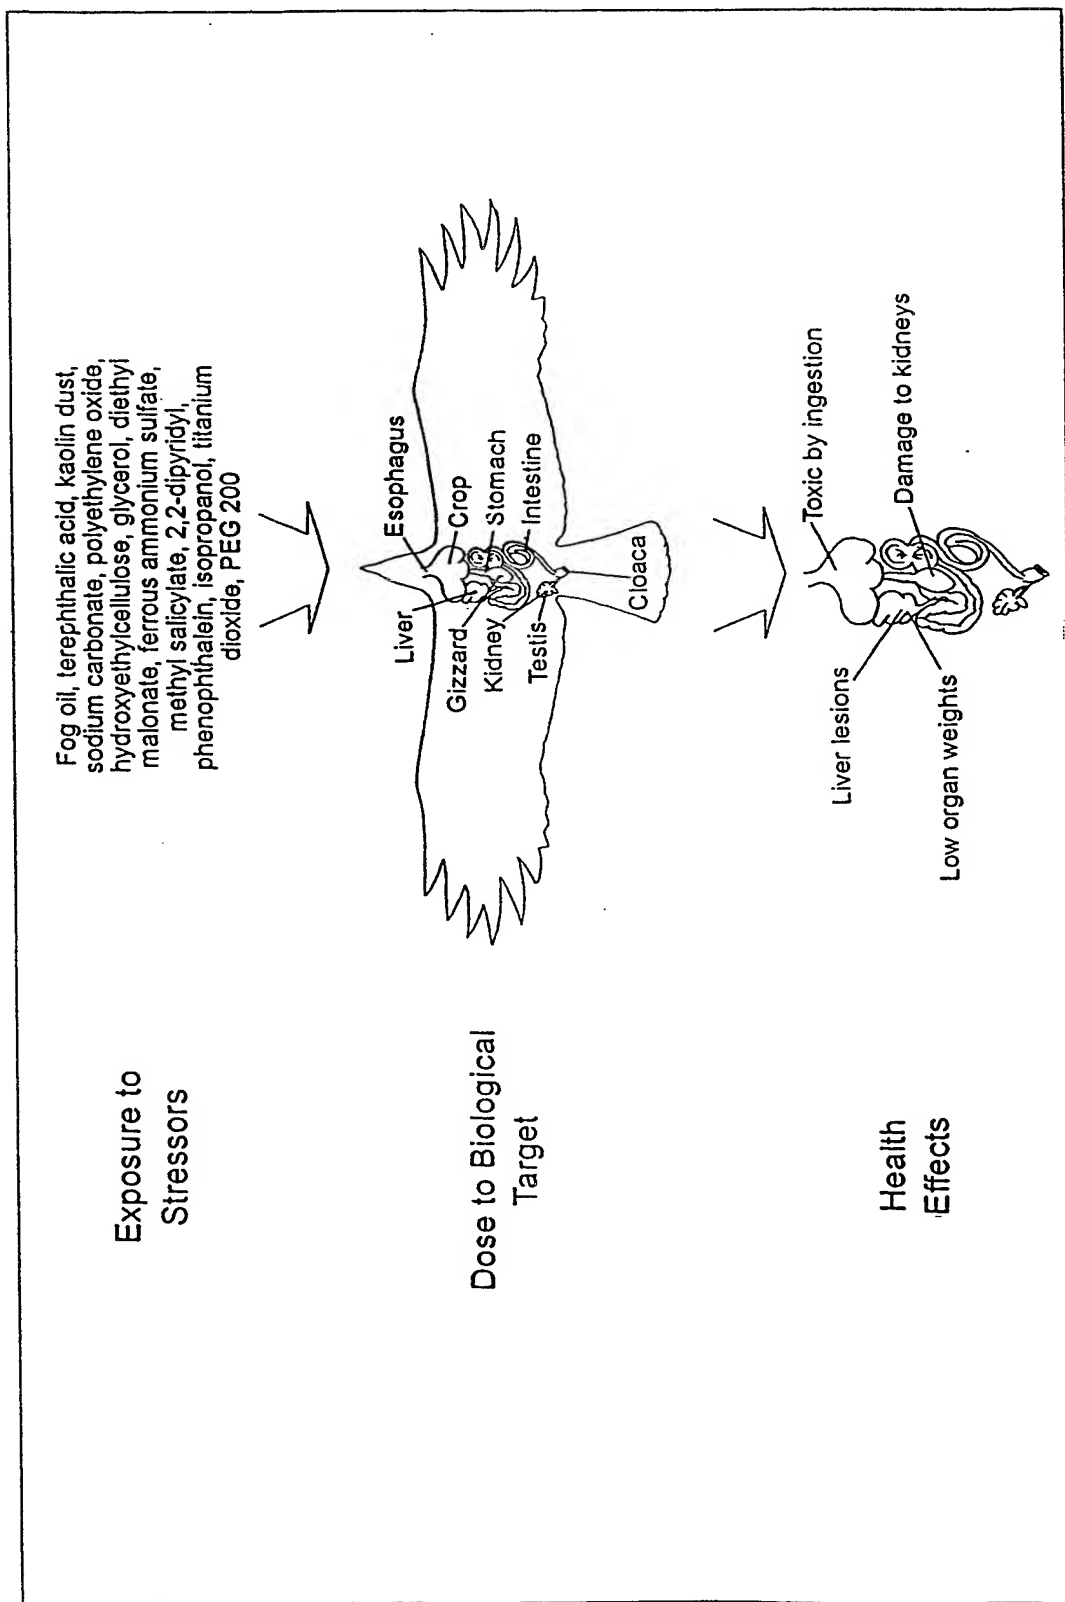 Exposure to
Stressors
Fog oil, terephthalic acid, kaolin dust,
sodium carbonate, polyethylene oxide,
hydroxyethylcellulose, glycerol, diethyl
malonate, ferrous ammonium sulfate,
methyl salicylate, 2,2-dipyridyl,
phenophthalein, isopropanol, titanium
dioxide, PEG 200
Dose to Biological
Target
Liver
Esophagus
Gizzard
Crop
Kidney
Stomach
Testis
Intestine
Cloaca
Health
Effects
Liver lesions
Toxic by ingestion
Low organ weights
Damage to kidneys